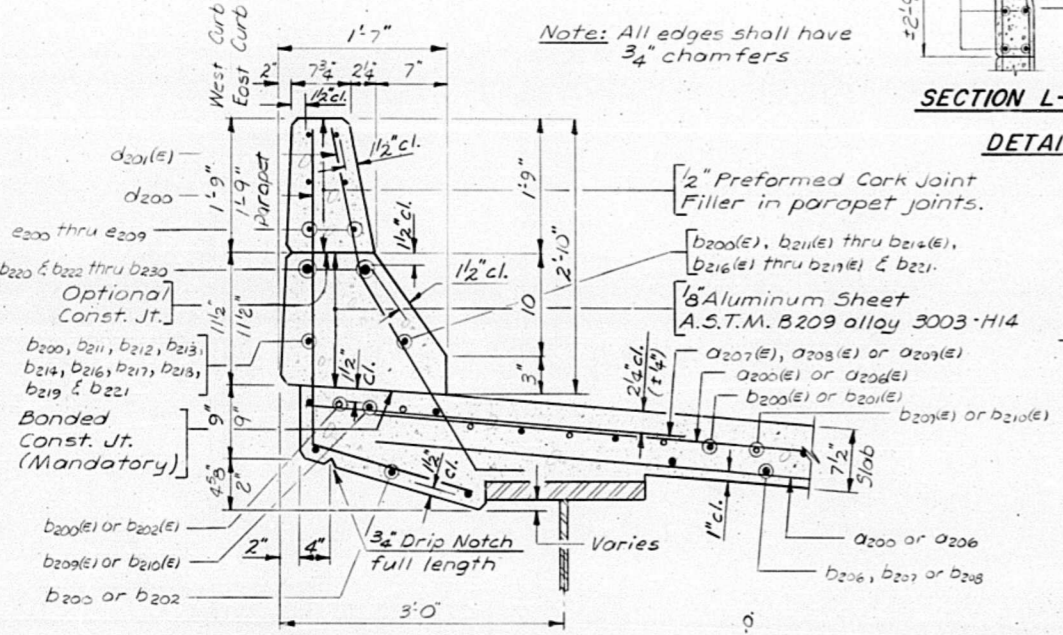 West Curb
East Curb
1'-7"
2"
7 3/4"
2 1/4"
7"
1 1/2" cl.
Note: All edges shall have
3/4" chamfers
SECTION L-
DETAI
d201(E)
d200
e200 thru e209
b220 & b222 thru b230
Optional
Const. Jt.
b200, b211, b212, b213,
b214, b216, b217, b218,
b219 & b221
Bonded
Const. Jt.
(Mandatory)
b200(E) or b202(E)
b209(E) or b210(E)
b200 or b202
1'-9"
1'-9"
Parapet
11 1/2"
11 1/2"
9"
9"
4 5/8"
2"
2"
4"
1 1/2" cl.
1 1/2" cl.
1 1/2" cl.
1 1/2" cl.
1 1/2" cl.
1'-9"
2'-10"
10
3"
1/2" Preformed Cork Joint
Filler in parapet joints.
b200(E), b211(E) thru b214(E),
b216(E) thru b219(E) & b221.
1/8" Aluminum Sheet
A.S.T.M. B209 alloy 3003-H14
2 1/4" cl.
(± 1/4")
a207(E), a208(E) or a209(E)
a200(E) or a206(E)
b200(E) or b201(E)
b209(E) or b210(E)
7 1/2"
Slab
1" cl.
a200 or a206
b206, b207 or b208
3/4" Drip Notch
full length
Varies
3'-0"